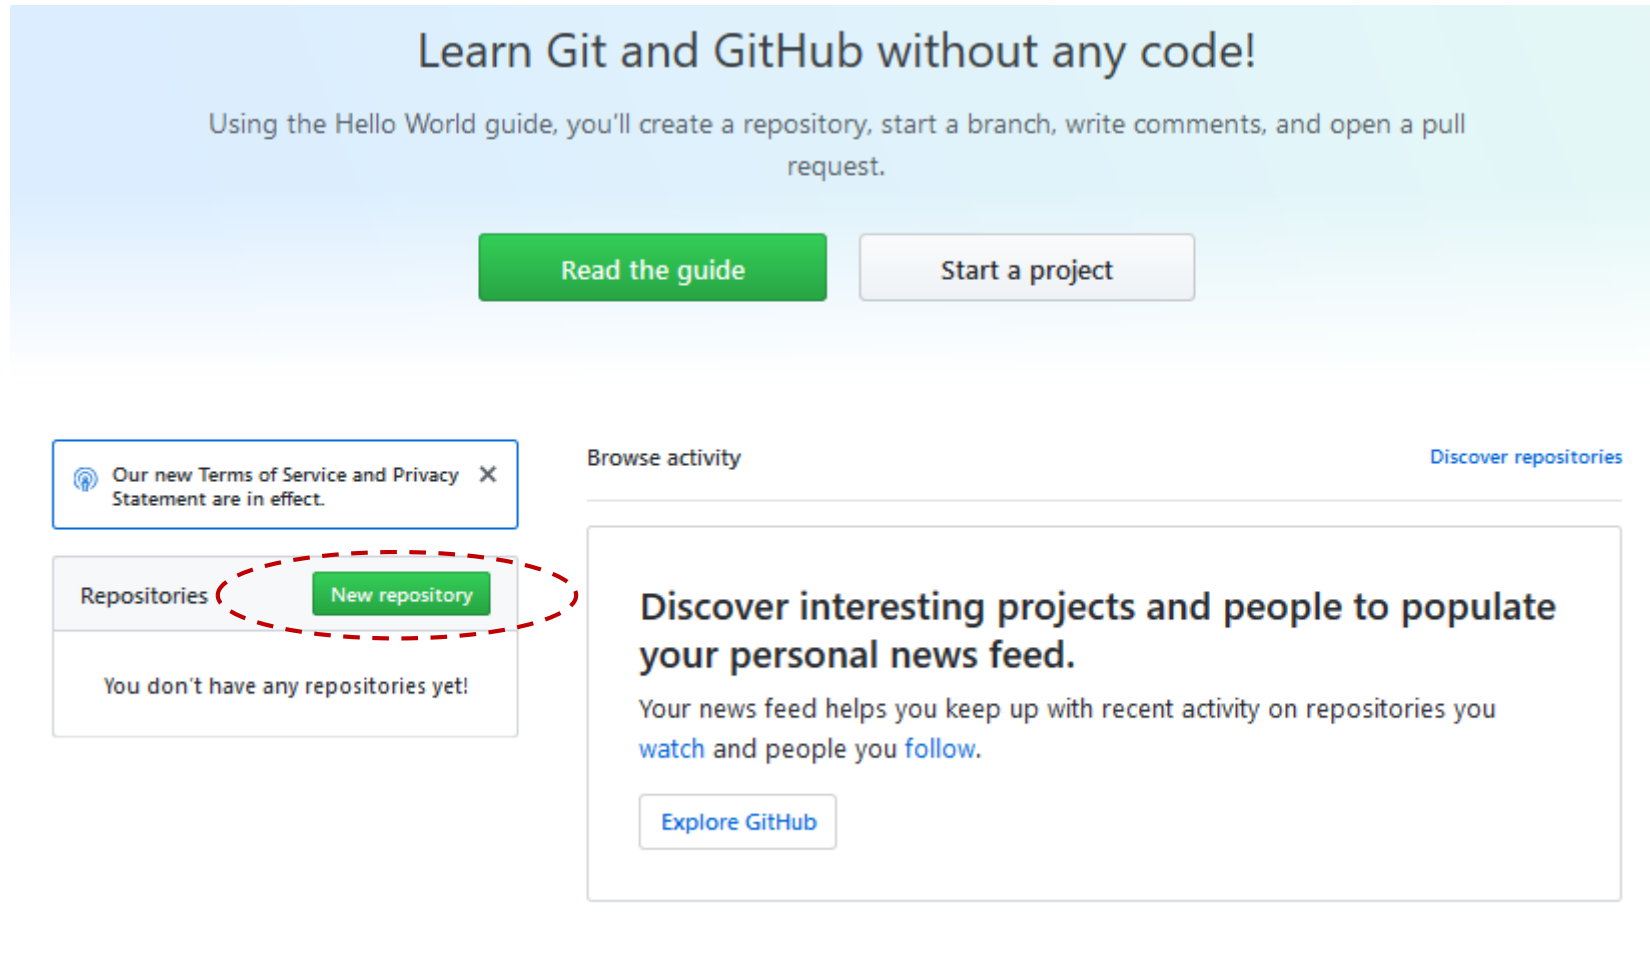 Learn Git and GitHub without any code!
Using the Hello World guide, you'll create a repository, start a branch, write comments, and open a pull
request.
Read the guide
Start a project
Our new Terms of Service and Privacy
Statement are in effect.
Repositories
New repository
You don't have any repositories yet!
Browse activity
Discover repositories
Discover interesting projects and people to populate
your personal news feed.
Your news feed helps you keep up with recent activity on repositories you
watch and people you follow.
Explore GitHub